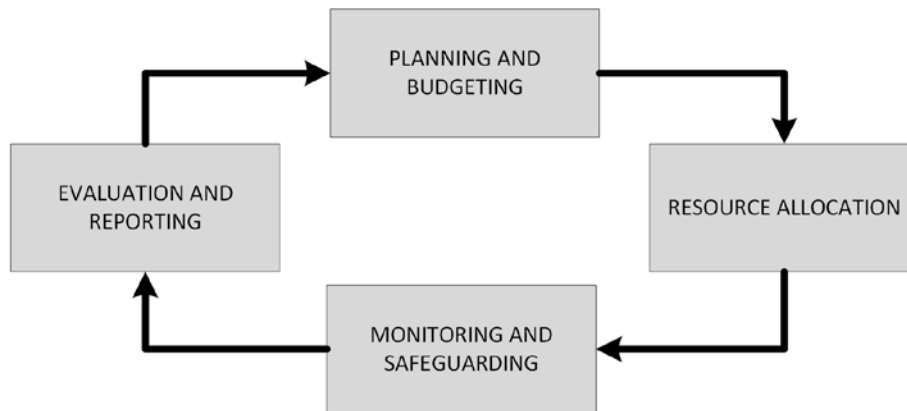 PLANNING AND
BUDGETING
EVALUATION AND
REPORTING
RESOURCE ALLOCATION
MONITORING AND
SAFEGUARDING